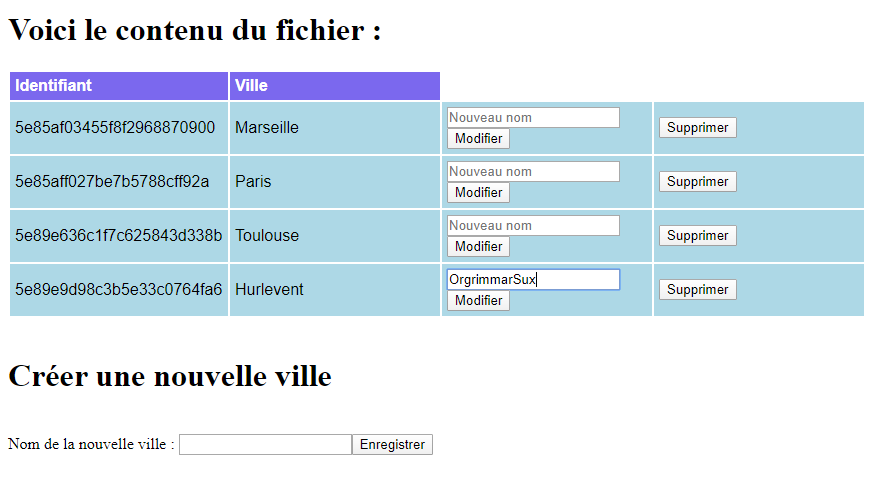 Voici le contenu du fichier :
Identifiant Ville
5e85af03455f8f2968870900 Marseille Nouveau nom Modifier Supprimer
5e85aff027be7b5788cff92a Paris Nouveau nom Modifier Supprimer
5e89e636c1f7c625843d338b Toulouse Nouveau nom Modifier Supprimer
5e89e9d98c3b5e33c0764fa6 Hurlevent OrgrimmarSux Modifier Supprimer
Créer une nouvelle ville
Nom de la nouvelle ville : Enregistrer